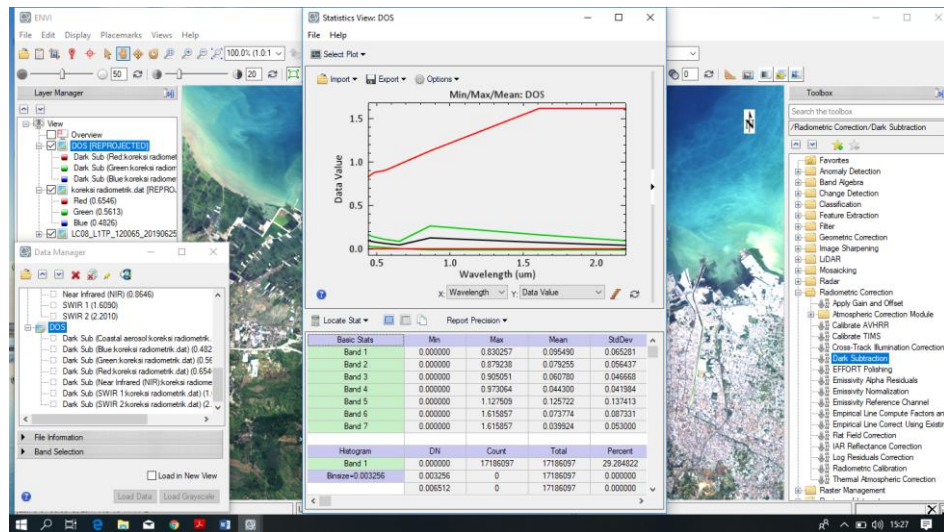 ENVI
File Edit Display Placemarks Views Help
100.0% (1:0:1
50
20
Layer Manager
View
Overview
DOS [REPROJECTED]
Dark Sub (Red:koreksi radiomet
Dark Sub (Green:koreksi radiom
Dark Sub (Blue:koreksi radiome
koreksi radiometrik.dat [REPRO.
Red (0.6546)
Green (0.5613)
Blue (0.4826)
LC08_L1TP_120065_20190625
Data Manager
Near Infrared (NIR) (0.8646)
SWIR 1 (1.6090)
SWIR 2 (2.2010)
DOS
Dark Sub (Coastal aerosol:koreksi radiometrik.
Dark Sub (Blue:koreksi radiometrik.dat) (0.482
Dark Sub (Green:koreksi radiometrik.dat) (0.56
Dark Sub (Red:koreksi radiometrik.dat) (0.654
Dark Sub (Near Infrared (NIR):koreksi radiome
Dark Sub (SWIR 1:koreksi radiometrik.dat) (1.
Dark Sub (SWIR 2:koreksi radiometrik.dat) (2.
File Information
Band Selection
Load in New View
Load Data Load Grayscale
Statistics View: DOS
File Help
Select Plot
Import Export Options
Min/Max/Mean: DOS
Data Value
1.5
1.0
0.5
0.0
0.5 1.0 1.5 2.0
Wavelength (um)
X: Wavelength Y: Data Value
Locate Stat Report Precision
Basic Stats Min Max Mean StdDev
Band 1 0.000000 0.830257 0.095490 0.065281
Band 2 0.000000 0.879238 0.079255 0.056437
Band 3 0.000000 0.905051 0.060780 0.046668
Band 4 0.000000 0.973064 0.044300 0.041984
Band 5 0.000000 1.127509 0.125722 0.137413
Band 6 0.000000 1.615857 0.073774 0.087331
Band 7 0.000000 1.615857 0.039924 0.053000
Histogram DN Count Total Percent
Band 1 0.000000 17186097 17186097 29.284822
Binsize=0.003256 0.003256 0 17186097 0.000000
0.006512 0 17186097 0.000000
0
N
Toolbox
Search the toolbox
/Radiometric Correction/Dark Subtraction
Favorites
Anomaly Detection
Band Algebra
Change Detection
Classification
Feature Extraction
Filter
Geometric Correction
Image Sharpening
LiDAR
Mosaicking
Radar
Radiometric Correction
Apply Gain and Offset
Atmospheric Correction Module
Calibrate AVHRR
Calibrate TIMS
Cross-Track Illumination Correction
Dark Subtraction
EFFORT Polishing
Emissivity Alpha Residuals
Emissivity Normalization
Emissivity Reference Channel
Empirical Line Compute Factors an
Empirical Line Correct Using Existin
Flat Field Correction
IAR Reflectance Correction
Log Residuals Correction
Radiometric Calibration
Thermal Atmospheric Correction
Raster Management
15:27